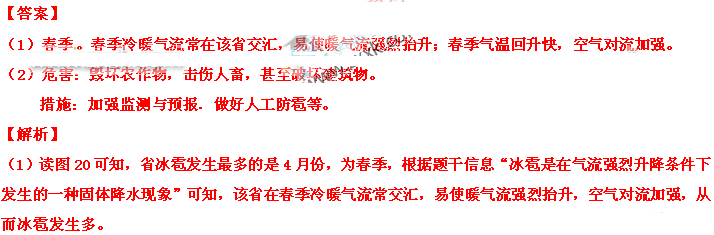 【答案】
（1）春季。春季冷暖气流常在该省交汇，易使暖气流强烈抬升；春季气温回升快，空气对流加强。
（2）危害：毁坏农作物，击伤人畜，甚至破坏建筑物。
措施：加强监测与预报．做好人工防雹等。
【解析】
（1）读图20可知，省冰雹发生最多的是4月份，为春季，根据题干信息“冰雹是在气流强烈升降条件下
发生的一种固体降水现象”可知，该省在春季冷暖气流常交汇，易使暖气流强烈抬升，空气对流加强，从
而冰雹发生多。